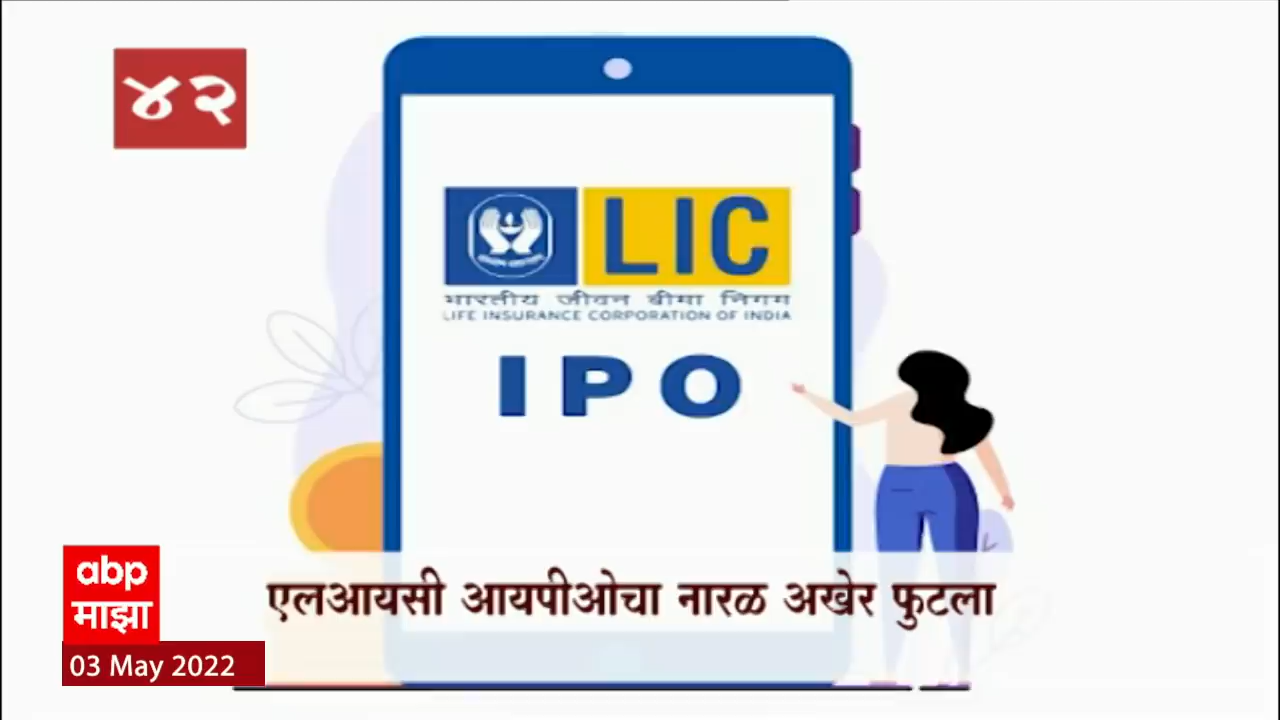 ४२
LIC
भारतीय जीवन बीमा निगम
LIFE INSURANCE CORPORATION OF INDIA
IPO
एलआयसी आयपीओचा नारळ अखेर फुटला
abp
माझा
03 May 2022